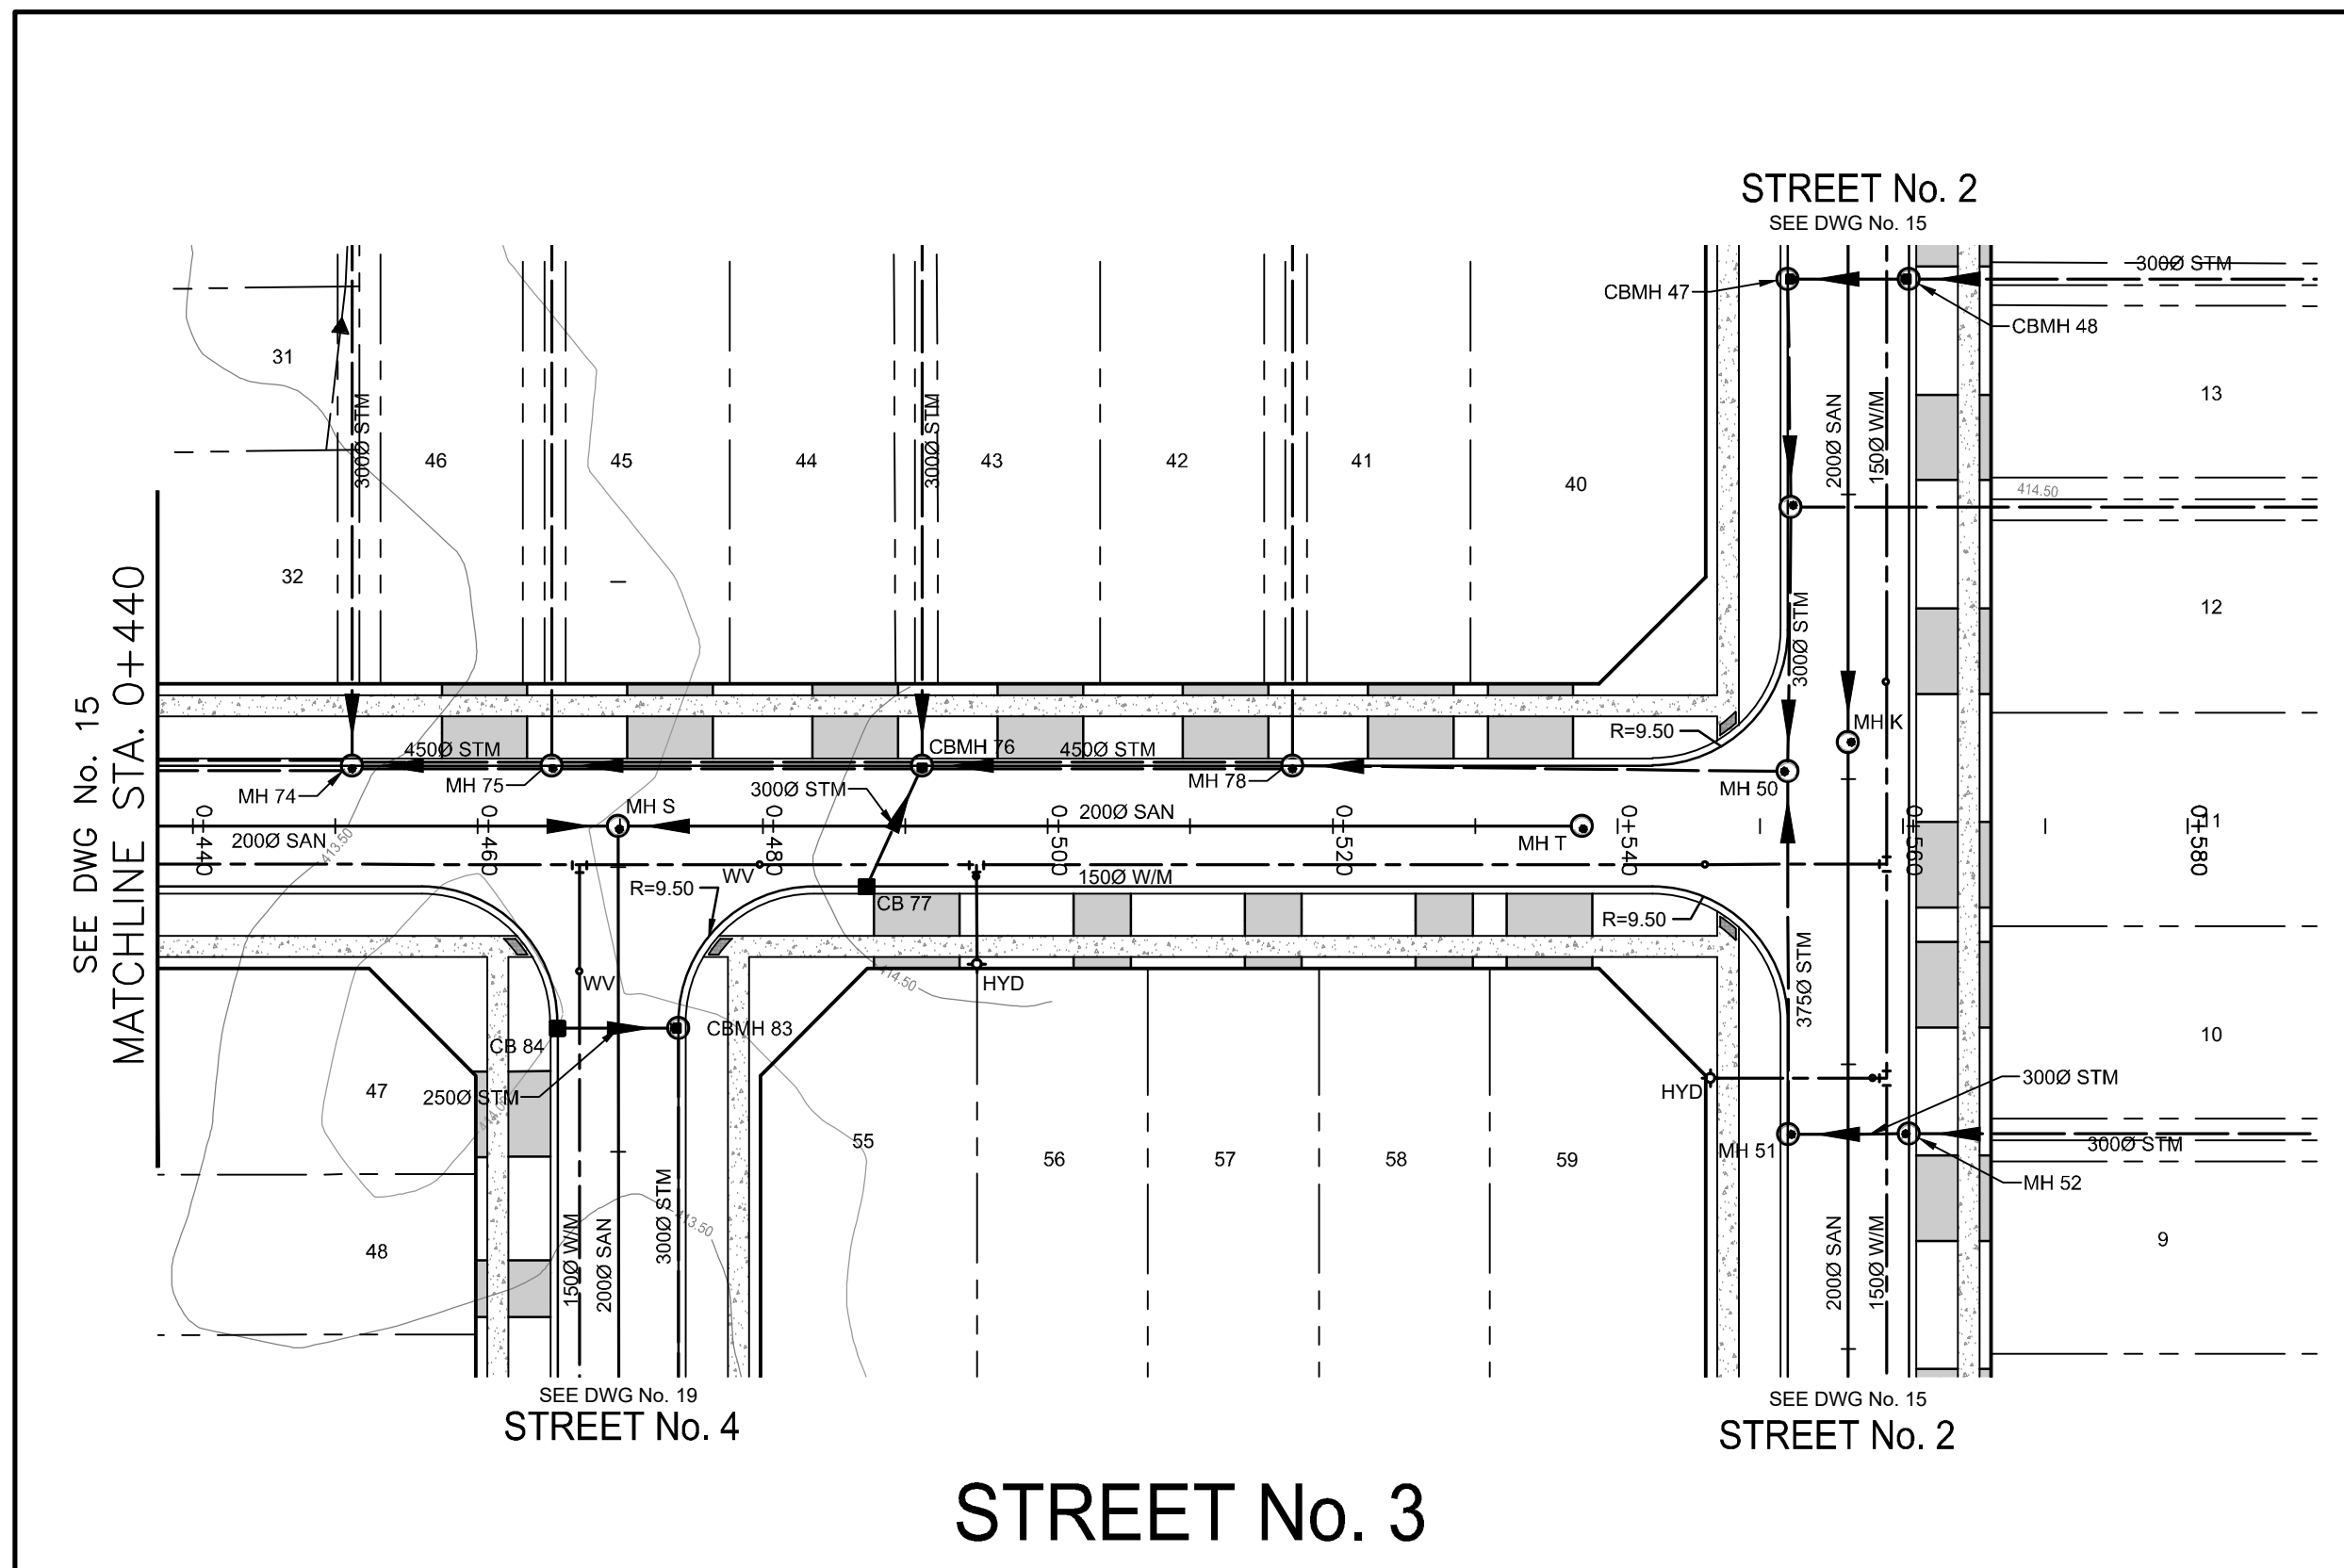 STREET No. 2
SEE DWG No. 15
300Ø STM
CBMH 47
CBMH 48
31
13
300Ø STM
300Ø STM
200Ø SAN
150Ø W/M
46
45
44
43
42
41
40
414.50
32
12
300Ø STM
SEE DWG No. 15
MATCHLINE STA. 0+440
R=9.50
MH K
450Ø STM
CBMH 76
450Ø STM
MH 74
MH 75
300Ø STM
MH 78
MH 50
MH S
200Ø SAN
200Ø SAN
MH T
413.50
0+440
0+460
0+480
0+500
0+520
0+540
0+560
0+580
11
R=9.50
WV
150Ø W/M
CB 77
R=9.50
WV
414.50
HYD
375Ø STM
CB 84
CBMH 83
10
47
250Ø STM
414.00
HYD
300Ø STM
55
56
57
58
59
MH 51
300Ø STM
MH 52
48
150Ø W/M
200Ø SAN
300Ø STM
413.50
200Ø SAN
150Ø W/M
9
SEE DWG No. 19
STREET No. 4
SEE DWG No. 15
STREET No. 2
STREET No. 3